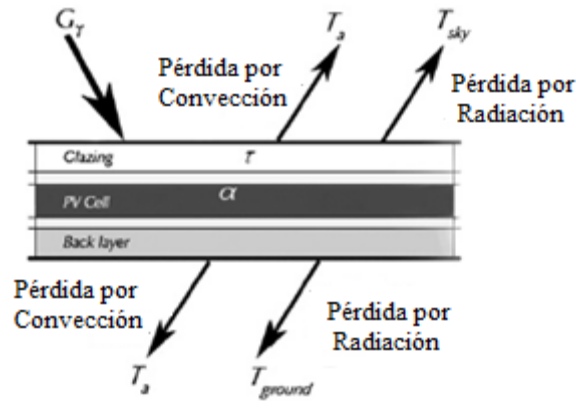 G_T
T_a
T_sky
Pérdida por
Convección
Pérdida por
Radiación
Glazing
τ
α
PV Cell
Back layer
Pérdida por
Convección
Pérdida por
Radiación
T_a
T_ground